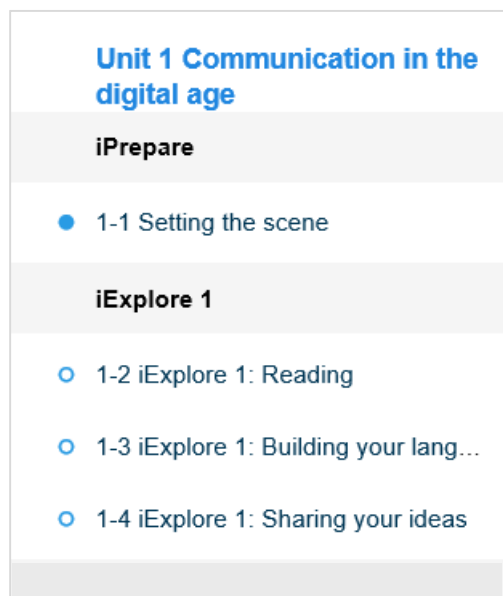 Unit 1 Communication in the
digital age
iPrepare
1-1 Setting the scene
iExplore 1
1-2 iExplore 1: Reading
1-3 iExplore 1: Building your lang...
1-4 iExplore 1: Sharing your ideas